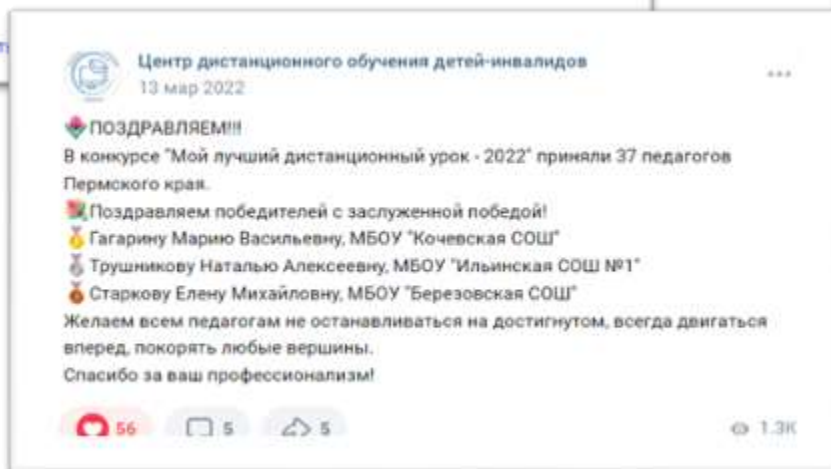 Центр дистанционного обучения детей-инвалидов
13 мар 2022
ПОЗДРАВЛЯЕМ!!!
В конкурсе "Мой лучший дистанционный урок - 2022" приняли 37 педагогов
Пермского края.
Поздравляем победителей с заслуженной победой!
Гагарину Марию Васильевну, МБОУ "Кочевская СОШ"
Трушникову Наталью Алексеевну, МБОУ "Ильинская СОШ №1"
Старкову Елену Михайловну, МБОУ "Березовская СОШ"
Желаем всем педагогам не останавливаться на достигнутом, всегда двигаться
вперед, покорять любые вершины.
Спасибо за ваш профессионализм!
56 5 5 1.3K